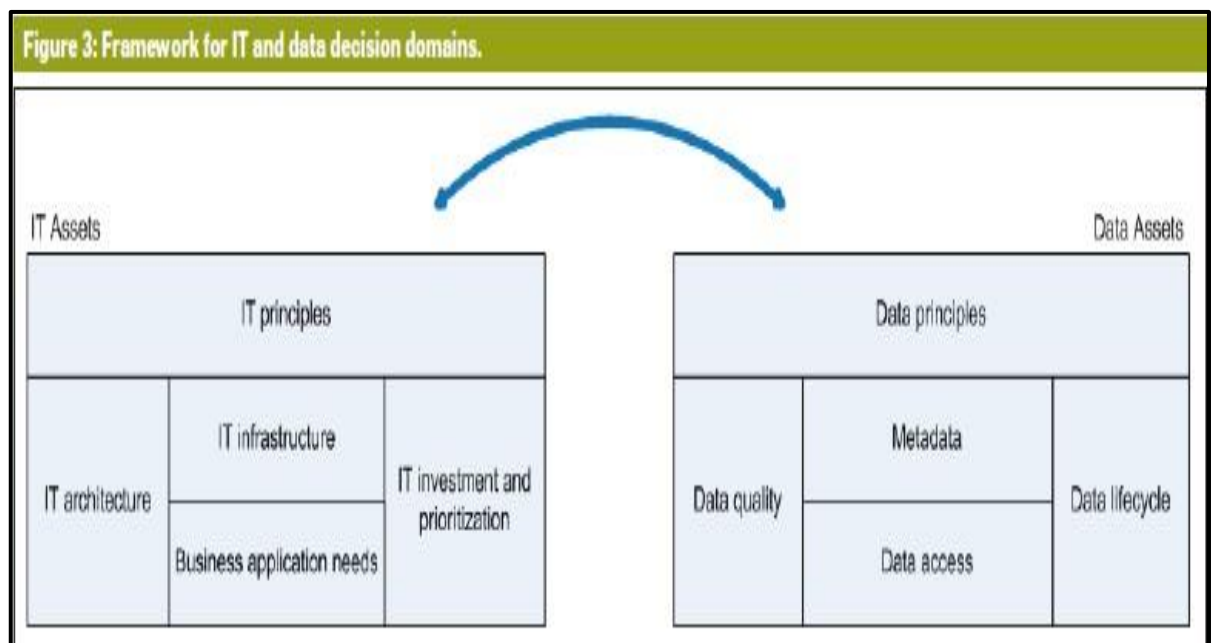 Figure 3: Framework for IT and data decision domains.
IT Assets
Data Assets
IT principles
IT architecture
IT infrastructure
Business application needs
IT investment and
prioritization
Data principles
Data quality
Metadata
Data access
Data lifecycle